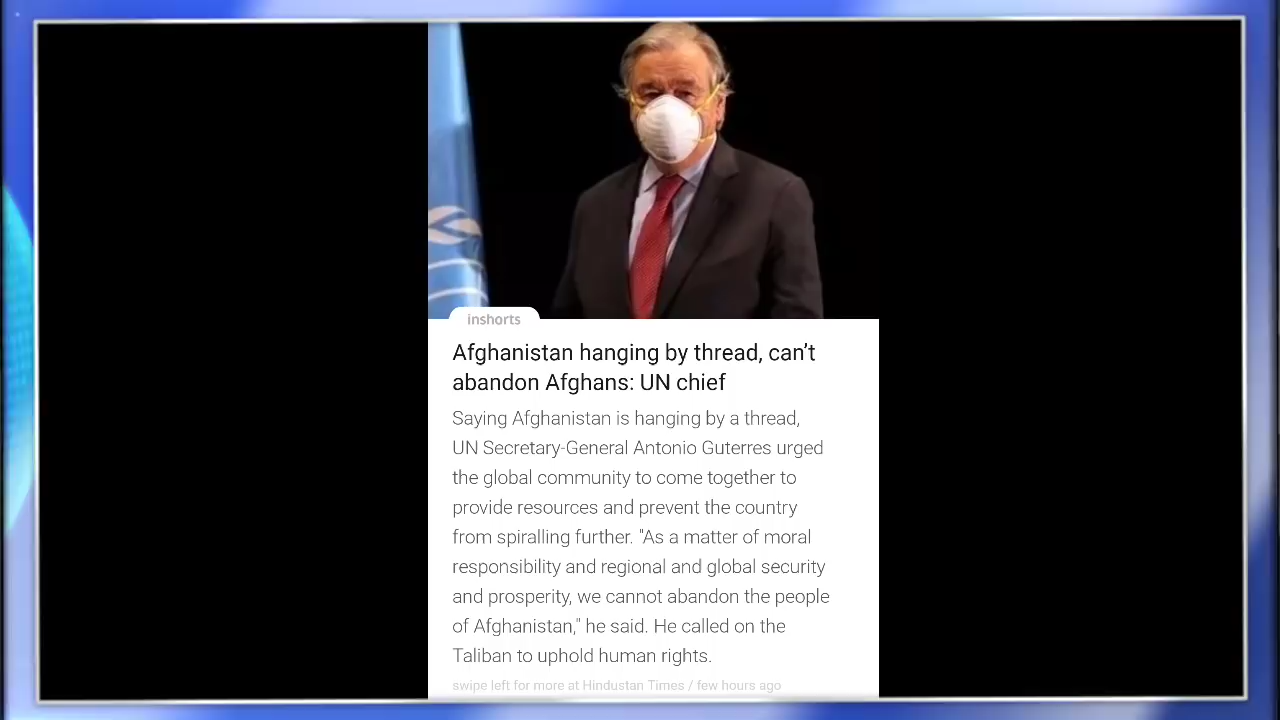 inshorts
Afghanistan hanging by thread, can’t
abandon Afghans: UN chief
Saying Afghanistan is hanging by a thread,
UN Secretary-General Antonio Guterres urged
the global community to come together to
provide resources and prevent the country
from spiralling further. "As a matter of moral
responsibility and regional and global security
and prosperity, we cannot abandon the people
of Afghanistan," he said. He called on the
Taliban to uphold human rights.
swipe left for more at Hindustan Times / few hours ago